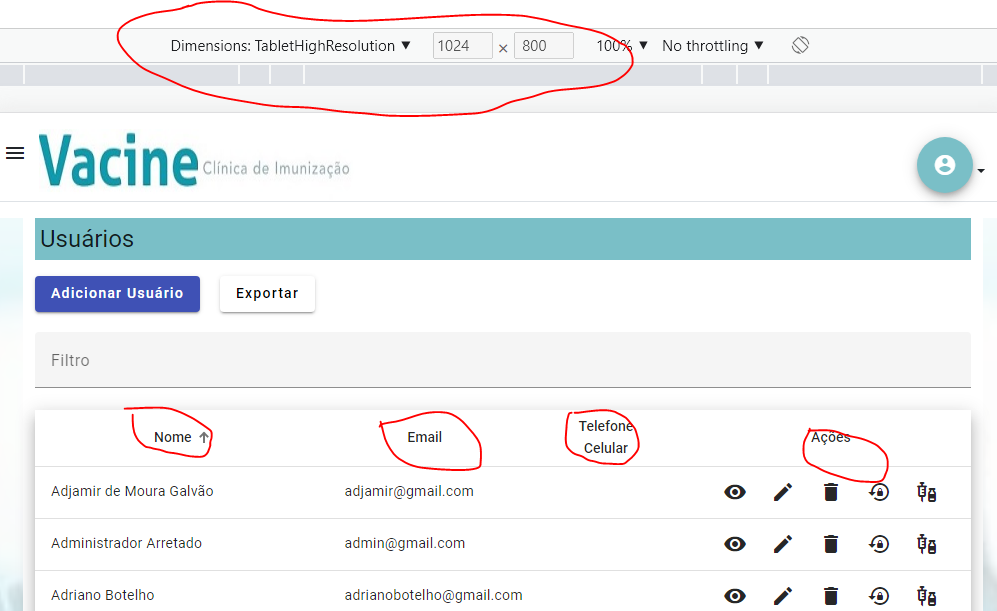 Dimensions: TabletHighResolution ▼ 1024 × 800 100% ▼ No throttling ▼
Vacine Clínica de Imunização
Usuários
Adicionar Usuário Exportar
Filtro
Nome ↑ Email Telefone Celular Ações
Adjamir de Moura Galvão adjamir@gmail.com
Administrador Arretado admin@gmail.com
Adriano Botelho adrianobotelho@gmail.com